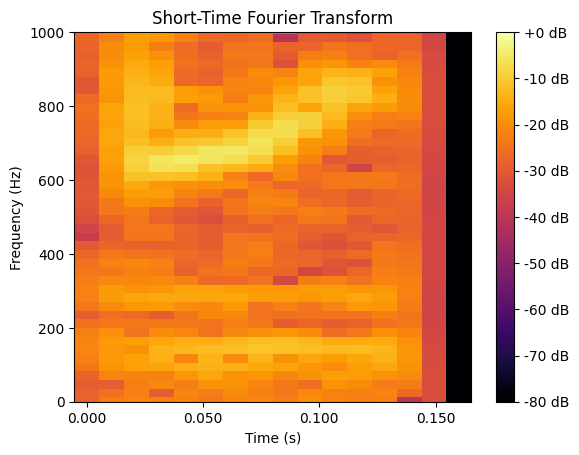 Short-Time Fourier Transform
1000
800
600
400
200
0
Frequency (Hz)
0.000
0.050
0.100
0.150
Time (s)
+0 dB
-10 dB
-20 dB
-30 dB
-40 dB
-50 dB
-60 dB
-70 dB
-80 dB